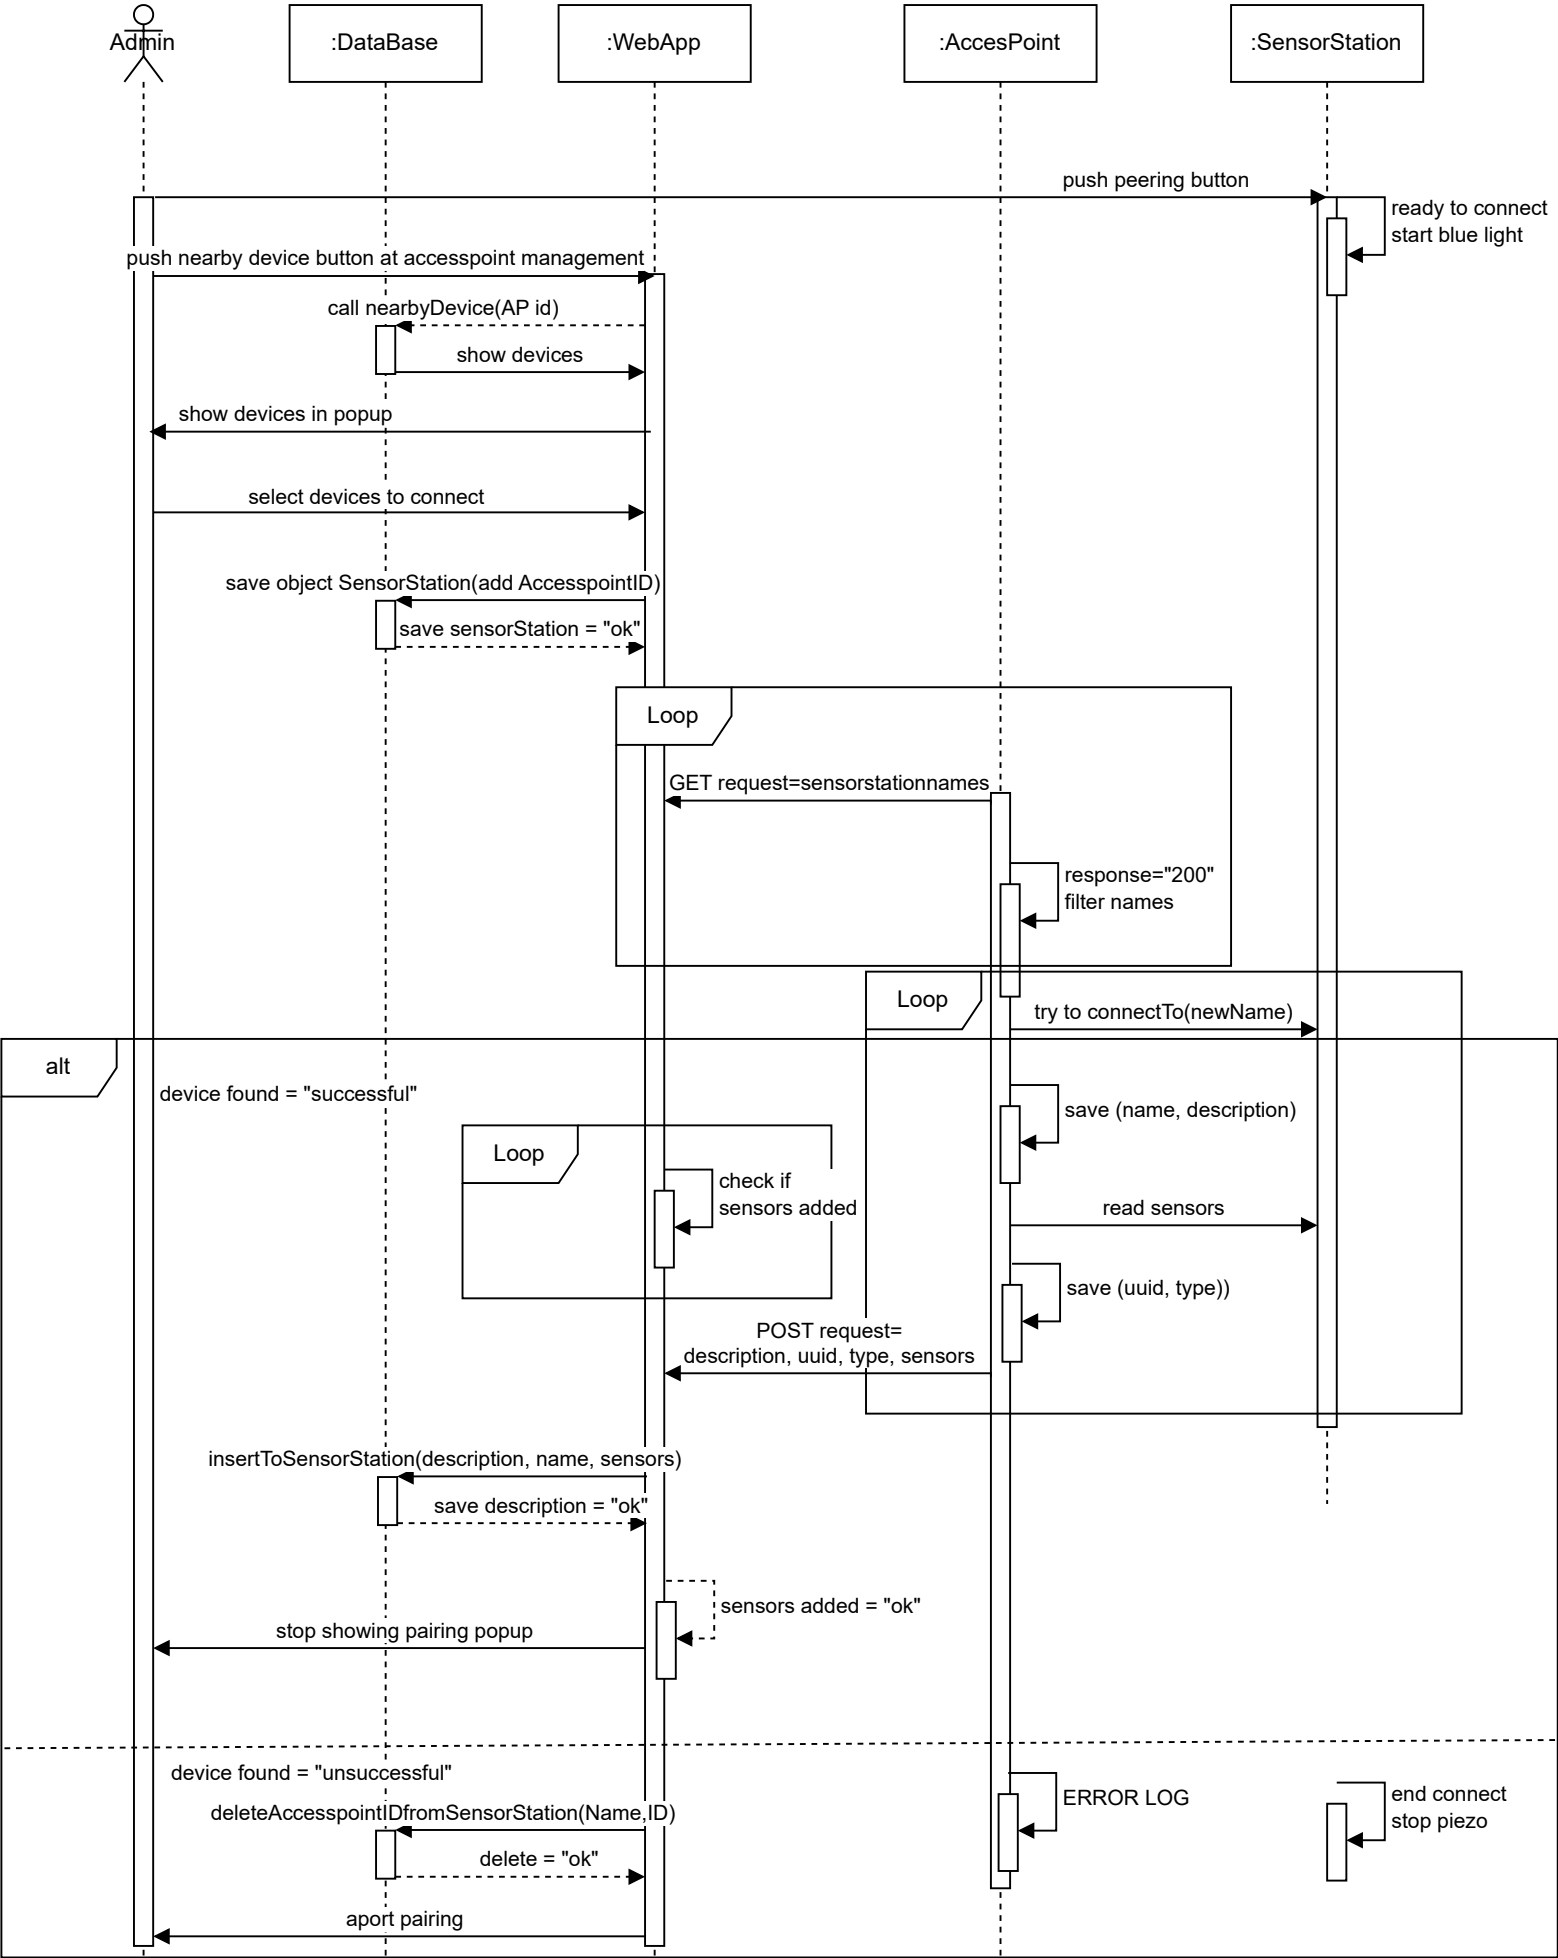 Admin
:DataBase
:WebApp
:AccesPoint
:SensorStation
push peering button
ready to connect
start blue light
push nearby device button at accesspoint management
call nearbyDevice(AP id)
show devices
show devices in popup
select devices to connect
save object SensorStation(add AccesspointID)
save sensorStation = "ok"
Loop
GET request=sensorstationnames
response="200"
filter names
Loop
try to connectTo(newName)
alt
device found = "successful"
save (name, description)
Loop
check if
sensors added
read sensors
save (uuid, type))
POST request=
description, uuid, type, sensors
insertToSensorStation(description, name, sensors)
save description = "ok"
sensors added = "ok"
stop showing pairing popup
device found = "unsuccessful"
ERROR LOG
end connect
stop piezo
deleteAccesspointIDfromSensorStation(Name,ID)
delete = "ok"
aport pairing